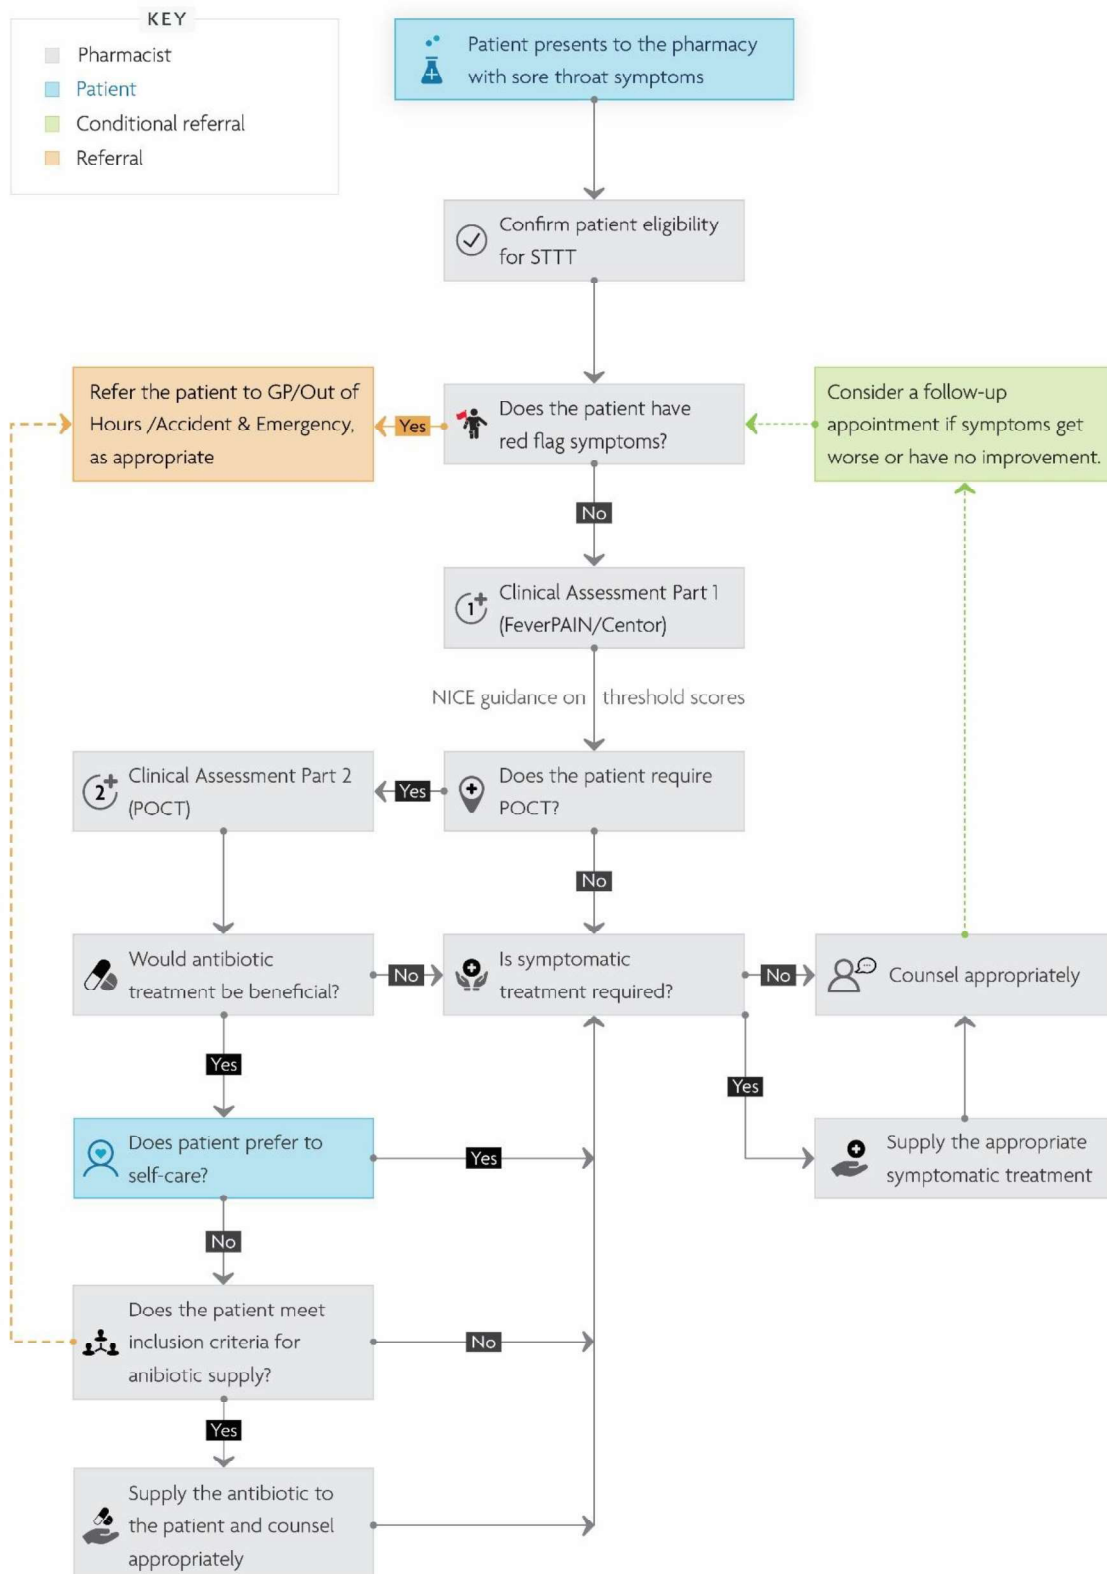 KEY
Pharmacist
Patient
Conditional referral
Referral
Patient presents to the pharmacy
with sore throat symptoms
Confirm patient eligibility
for STTT
Refer the patient to GP/Out of
Hours /Accident & Emergency,
as appropriate
Yes
Does the patient have
red flag symptoms?
Consider a follow-up
appointment if symptoms get
worse or have no improvement.
No
1+
Clinical Assessment Part 1
(FeverPAIN/Centor)
NICE guidance on threshold scores
2+
Clinical Assessment Part 2
(POCT)
Yes
Does the patient require
POCT?
No
Would antibiotic
treatment be beneficial?
No
Is symptomatic
treatment required?
No
Counsel appropriately
Yes
Yes
Does patient prefer to
self-care?
Yes
Supply the appropriate
symptomatic treatment
No
Does the patient meet
inclusion criteria for
anibiotic supply?
No
Yes
Supply the antibiotic to
the patient and counsel
appropriately